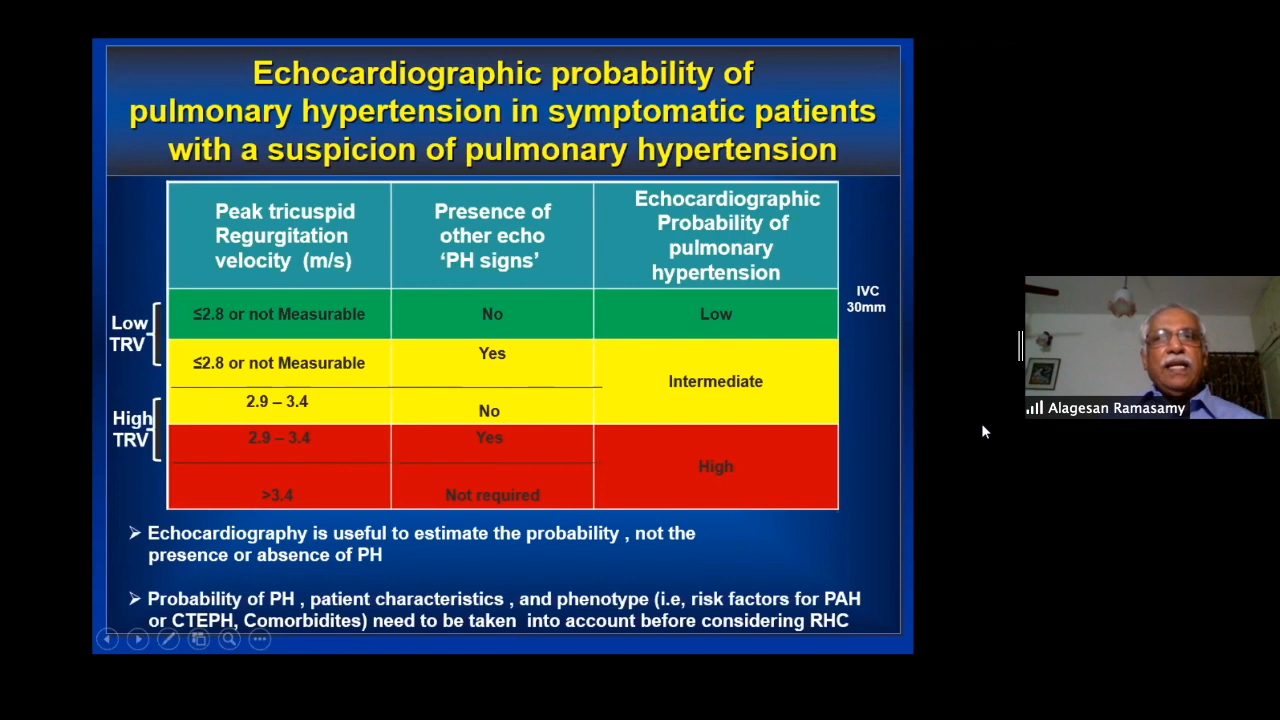 Echocardiographic probability of
pulmonary hypertension in symptomatic patients
with a suspicion of pulmonary hypertension
Peak tricuspid
Regurgitation
velocity (m/s)
Presence of
other echo
‘PH signs’
Echocardiographic
Probability of
pulmonary
hypertension
IVC
30mm
Low
TRV
≤2.8 or not Measurable
No
Low
≤2.8 or not Measurable
Yes
Intermediate
2.9 – 3.4
No
High
TRV
2.9 – 3.4
Yes
High
>3.4
Not required
➢ Echocardiography is useful to estimate the probability , not the
presence or absence of PH
➢ Probability of PH , patient characteristics , and phenotype (i.e, risk factors for PAH
or CTEPH, Comorbidites) need to be taken into account before considering RHC
Alagesan Ramasamy